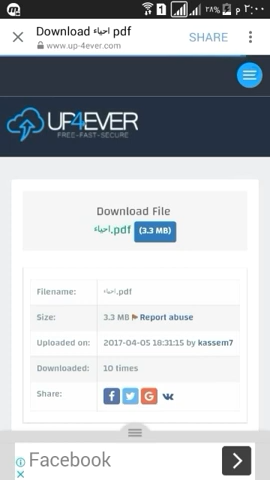 ٢٨% م ٢:٠٠
Download احياء pdf
SHARE
www.up-4ever.com
UP4EVER
FREE-FAST-SECURE
Download File
احياء.pdf (3.3 MB)
Filename: احياء.pdf
Size: 3.3 MB Report abuse
Uploaded on: 2017-04-05 18:31:15 by kassem7
Downloaded: 10 times
Share:
Facebook